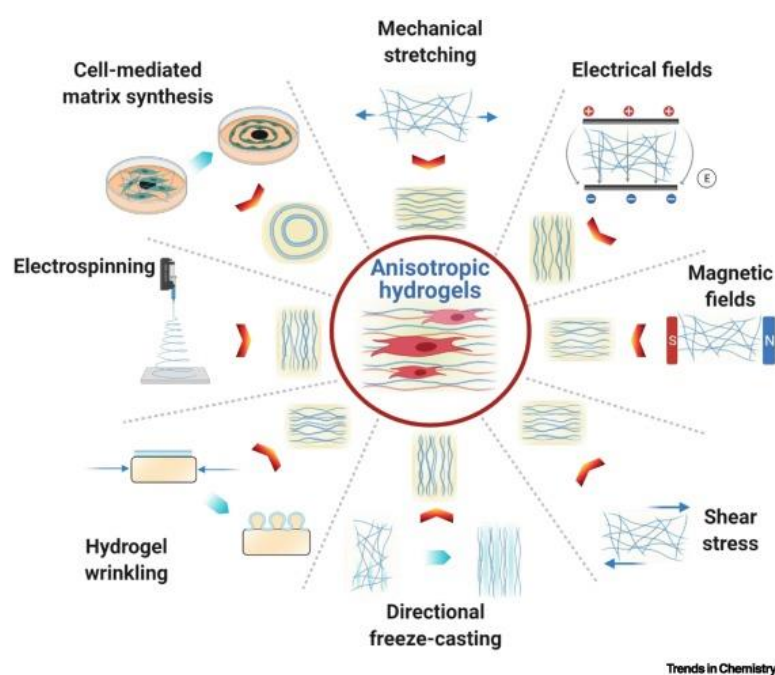 Mechanical
stretching
Cell-mediated
matrix synthesis
Electrical fields
+ + +
E
− − −
Electrospinning
Anisotropic
hydrogels
Magnetic
fields
S
N
Hydrogel
wrinkling
Shear
stress
Directional
freeze-casting
Trends in Chemistry